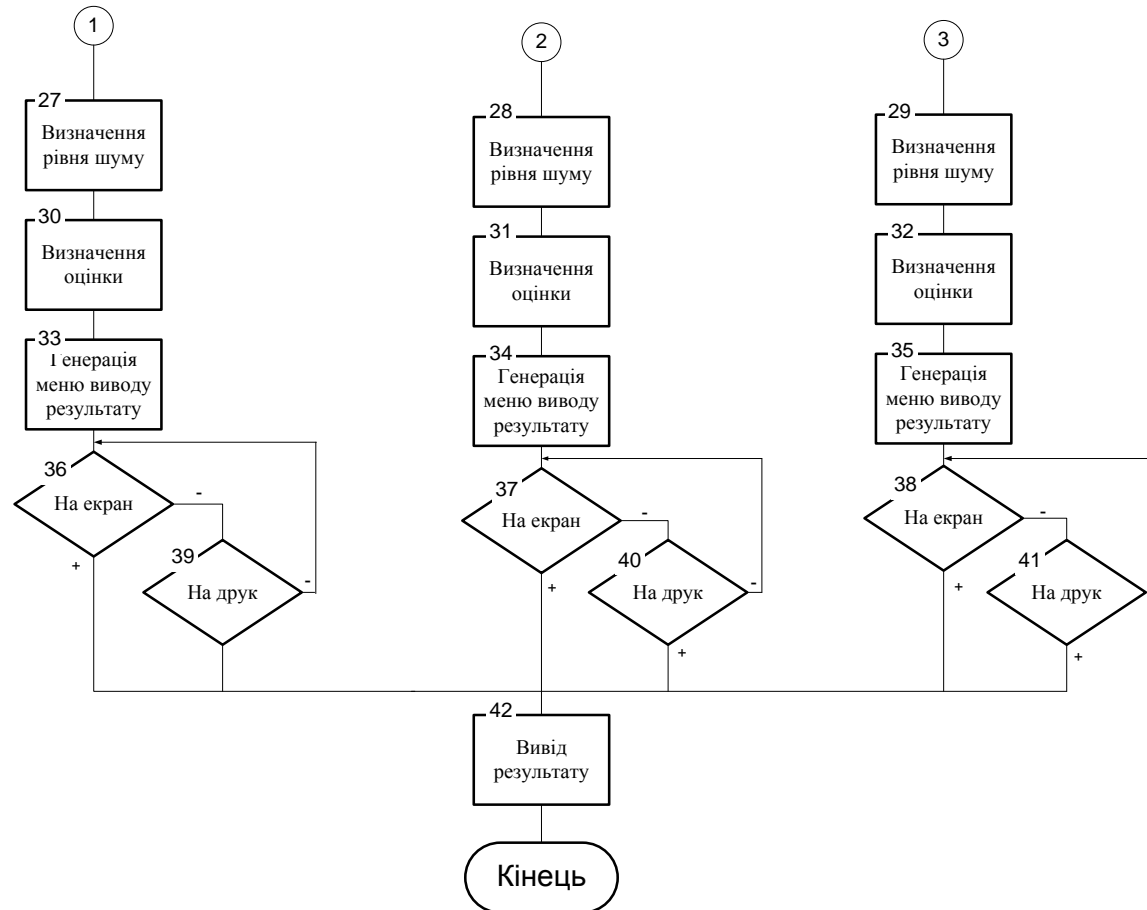 1
27
Визначення
рівня шуму
30
Визначення
оцінки
33
Генерація
меню виводу
результату
36
На екран
-
+
39
На друк
-
2
28
Визначення
рівня шуму
31
Визначення
оцінки
34
Генерація
меню виводу
результату
37
На екран
-
+
40
На друк
-
+
3
29
Визначення
рівня шуму
32
Визначення
оцінки
35
Генерація
меню виводу
результату
38
На екран
-
+
41
На друк
+
42
Вивід
результату
Кінець